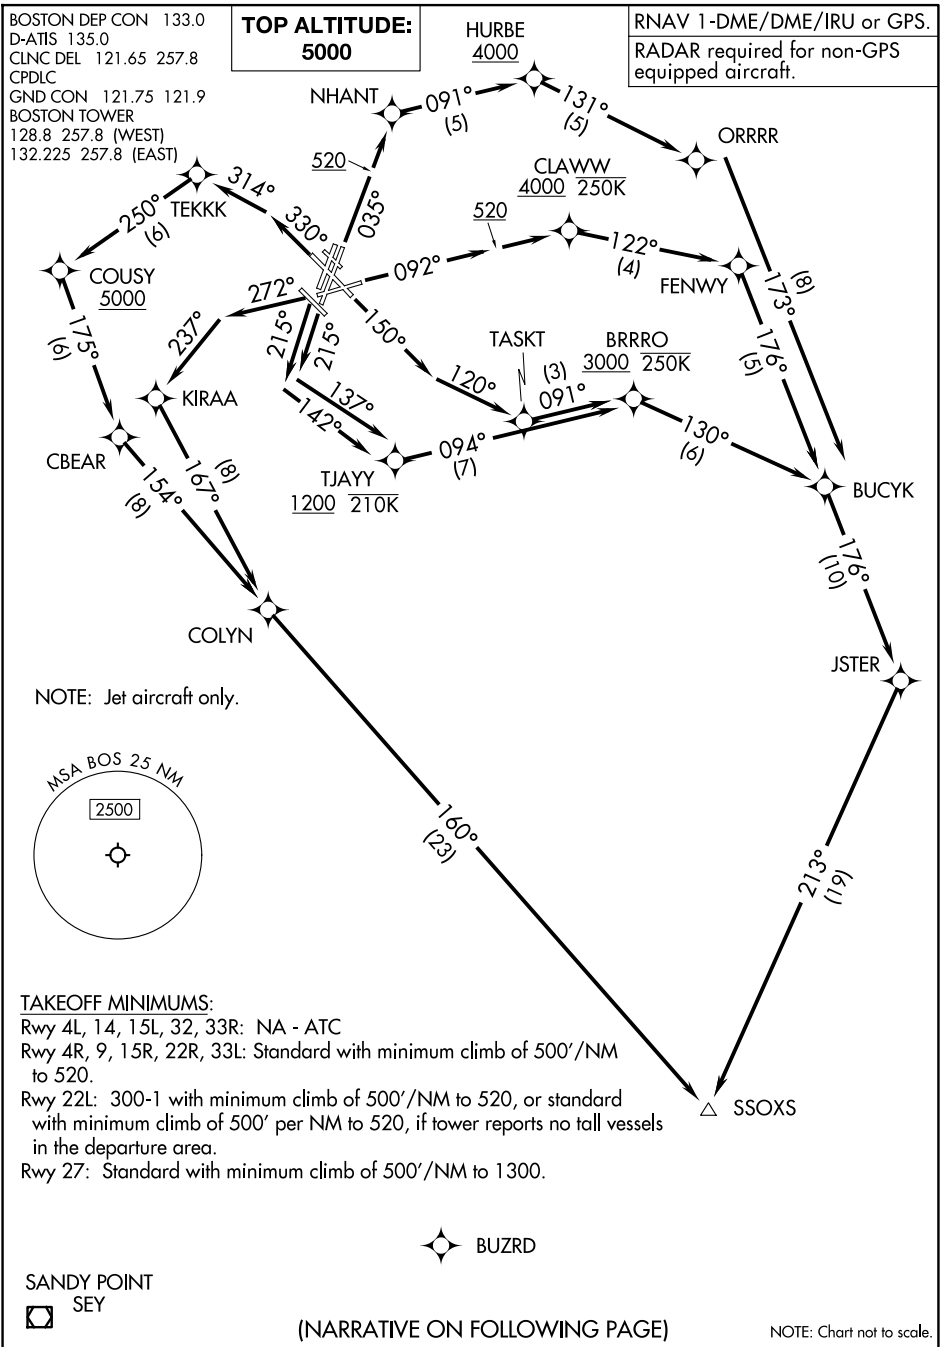 BOSTON DEP CON 133.0
D-ATIS 135.0
CLNC DEL 121.65 257.8
CPDLC
GND CON 121.75 121.9
BOSTON TOWER
128.8 257.8 (WEST)
132.225 257.8 (EAST)
TOP ALTITUDE:
5000
RNAV 1-DME/DME/IRU or GPS.
RADAR required for non-GPS
equipped aircraft.
HURBE
4000
NHANT
091°
(5)
131°
(5)
ORRRR
520
035°
CLAWW
4000 250K
520
092°
122°
(4)
FENWY
(8)
173°
176°
(5)
TEKKK
314°
330°
250°
(6)
COUSY
5000
175°
(6)
272°
237°
215°
215°
150°
120°
TASKT
(3)
091°
BRRRO
3000 250K
KIRAA
137°
142°
CBEAR
167°
(8)
154°
(8)
TJAYY
1200 210K
094°
(7)
130°
(6)
BUCYK
176°
(10)
COLYN
JSTER
NOTE: Jet aircraft only.
MSA BOS 25 NM
2500
160°
(23)
213°
(19)
TAKEOFF MINIMUMS:
Rwy 4L, 14, 15L, 32, 33R: NA - ATC
Rwy 4R, 9, 15R, 22R, 33L: Standard with minimum climb of 500'/NM
to 520.
Rwy 22L: 300-1 with minimum climb of 500'/NM to 520, or standard
with minimum climb of 500' per NM to 520, if tower reports no tall vessels
in the departure area.
Rwy 27: Standard with minimum climb of 500'/NM to 1300.
SSOXS
BUZRD
SANDY POINT
SEY
(NARRATIVE ON FOLLOWING PAGE)
NOTE: Chart not to scale.